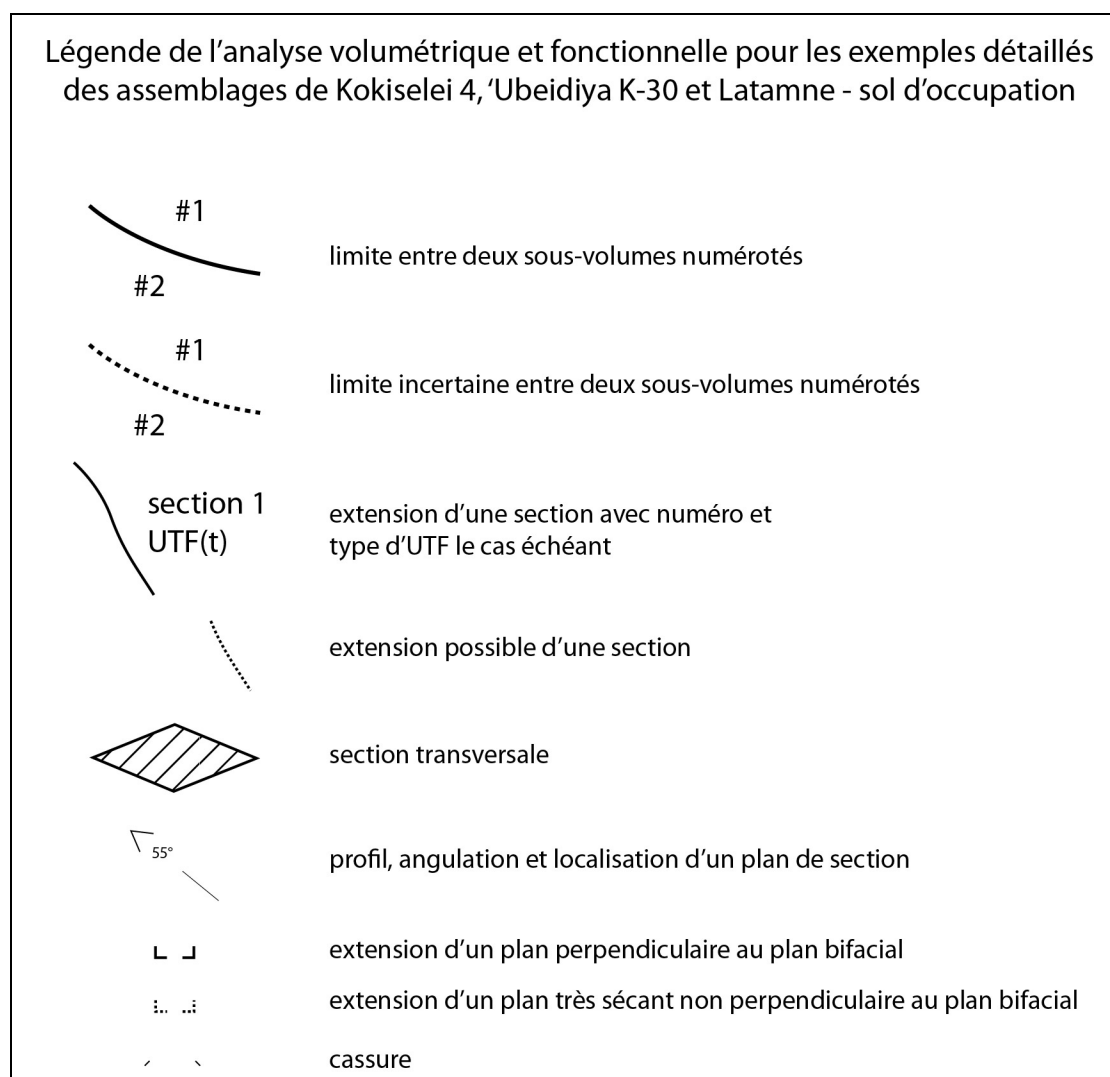 Légende de l’analyse volumétrique et fonctionnelle pour les exemples détaillés
des assemblages de Kokiselei 4, ‘Ubeidiya K-30 et Latamne - sol d’occupation
#1
limite entre deux sous-volumes numérotés
#2
#1
limite incertaine entre deux sous-volumes numérotés
#2
section 1
UTF(t)
extension d’une section avec numéro et
type d’UTF le cas échéant
extension possible d’une section
section transversale
55°
profil, angulation et localisation d’un plan de section
extension d’un plan perpendiculaire au plan bifacial
extension d’un plan très sécant non perpendiculaire au plan bifacial
cassure